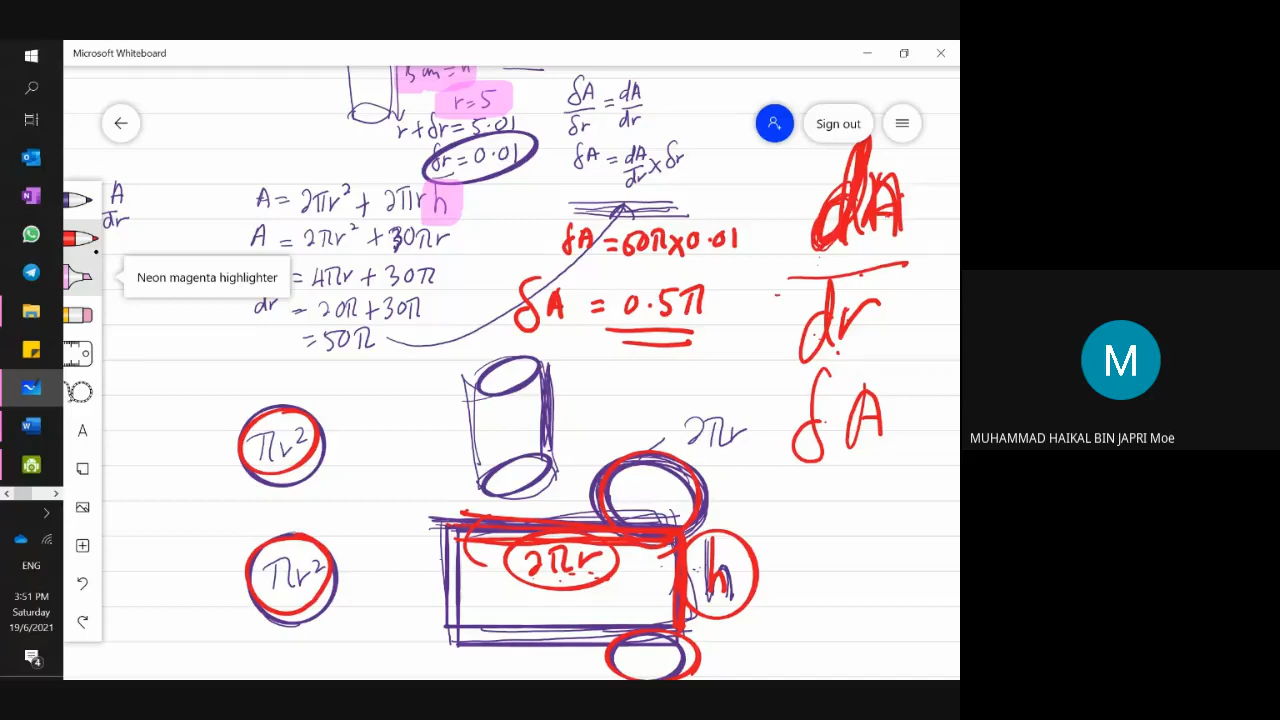 Microsoft Whiteboard
r = 5
r + δr = 5.01
δr = 0.01
δA/δr = dA/dr
δA = dA/dr × δr
Sign out
A
dr
A = 2πr² + 2πrh
A = 2πr² + 30πr
= 4πr + 30π
dr = 20π + 30π
= 50π
δA = 50π × 0.01
δA = 0.5π
dA
dr
δA
Neon magenta highlighter
πr²
2πr
πr²
2πr
h
M
MUHAMMAD HAIKAL BIN JAPRI Moe
A
ENG
3:51 PM
Saturday
19/6/2021
4